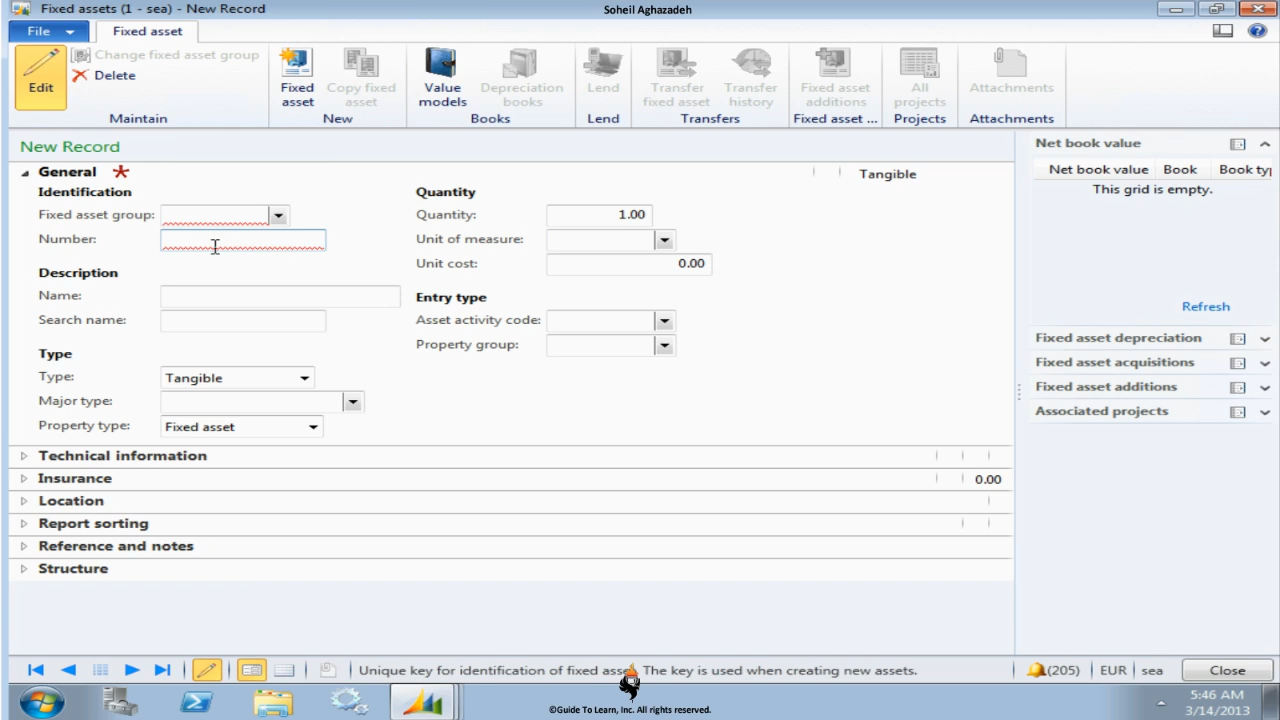 Fixed assets (1 - sea) - New Record
Soheil Aghazadeh
File
Fixed asset
Edit
Change fixed asset group
Delete
Maintain
Fixed asset
Copy fixed asset
New
Value models
Depreciation books
Books
Lend
Lend
Transfer fixed asset
Transfer history
Transfers
Fixed asset additions
Fixed asset ...
All projects
Projects
Attachments
Attachments
New Record
General
Tangible
Identification
Fixed asset group:
Number:
Description
Name:
Search name:
Type
Type: Tangible
Major type:
Property type: Fixed asset
Quantity
Quantity: 1.00
Unit of measure:
Unit cost: 0.00
Entry type
Asset activity code:
Property group:
Technical information
Insurance 0.00
Location
Report sorting
Reference and notes
Structure
Net book value
Net book value Book Book typ
This grid is empty.
Refresh
Fixed asset depreciation
Fixed asset acquisitions
Fixed asset additions
Associated projects
Unique key for identification of fixed asse The key is used when creating new assets.
(205) EUR sea Close
5:46 AM
3/14/2013
©Guide To Learn, Inc. All rights reserved.